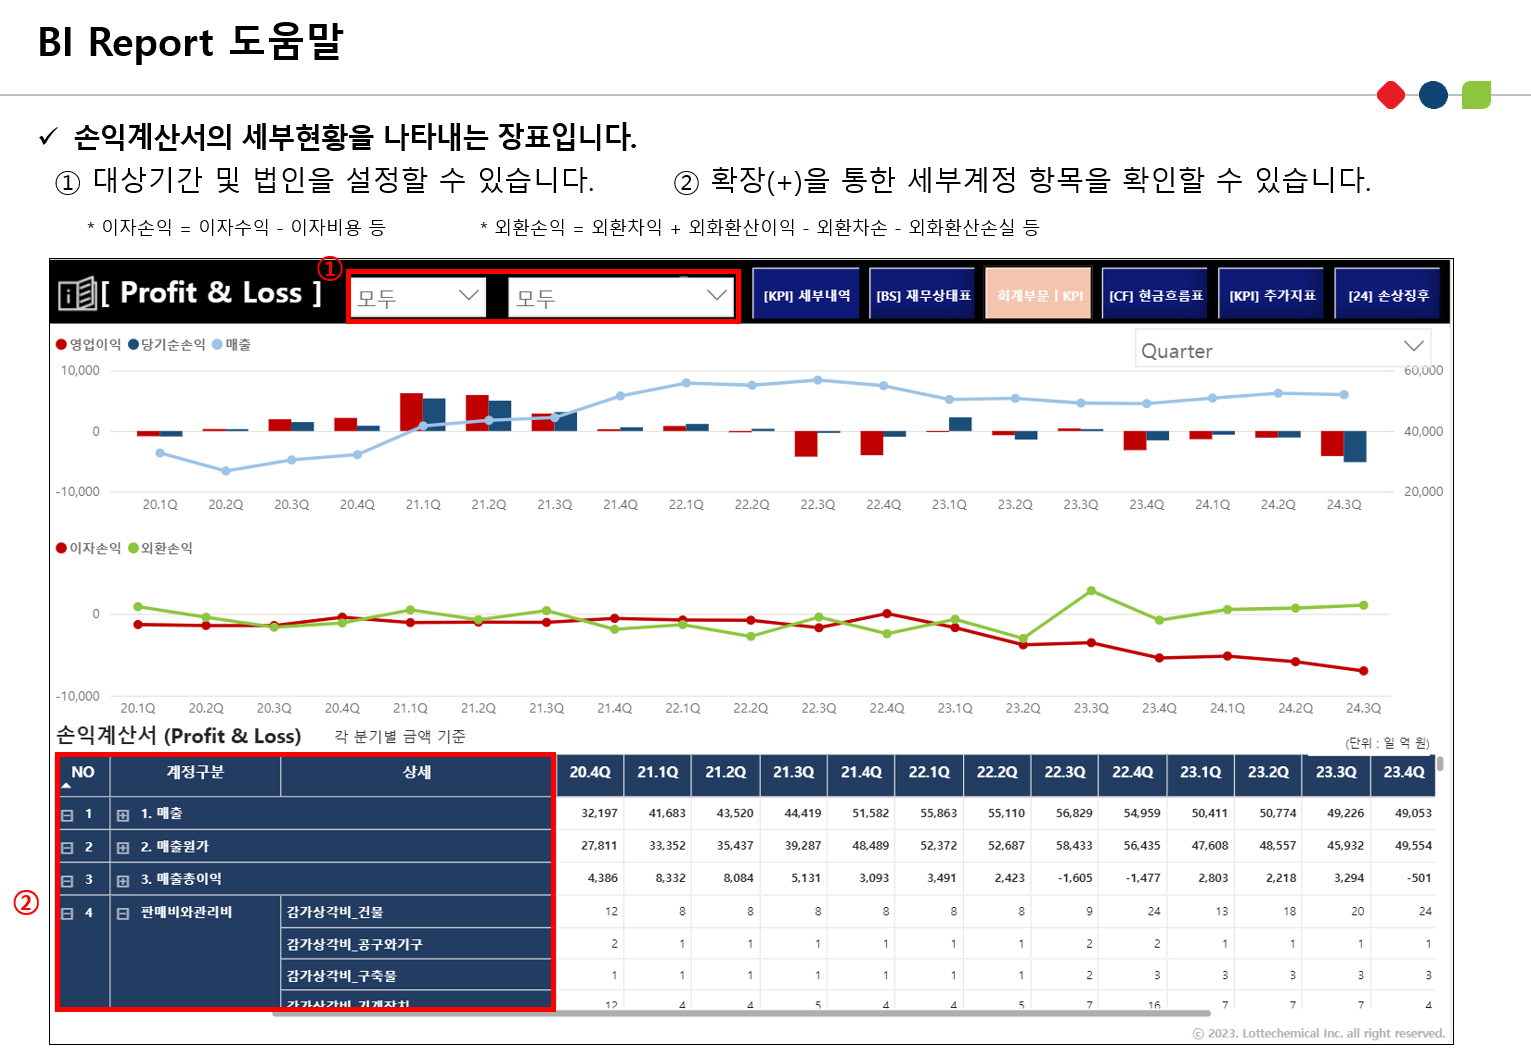 BI Report 도움말
✓ 손익계산서의 세부현황을 나타내는 장표입니다.
① 대상기간 및 법인을 설정할 수 있습니다. ② 확장(+)을 통한 세부계정 항목을 확인할 수 있습니다.
* 이자손익 = 이자수익 - 이자비용 등 * 외환손익 = 외환차익 + 외화환산이익 - 외환차손 - 외화환산손실 등
①
[ Profit & Loss ] 모두 모두 [KPI] 세부내역 [BS] 재무상태표 회계부문 | KPI [CF] 현금흐름표 [KPI] 추가지표 [24] 손상징후
영업이익 당기순손익 매출
Quarter
10,000 60,000
0 40,000
-10,000 20,000
20.1Q 20.2Q 20.3Q 20.4Q 21.1Q 21.2Q 21.3Q 21.4Q 22.1Q 22.2Q 22.3Q 22.4Q 23.1Q 23.2Q 23.3Q 23.4Q 24.1Q 24.2Q 24.3Q
이자손익 외환손익
0
-10,000
20.1Q 20.2Q 20.3Q 20.4Q 21.1Q 21.2Q 21.3Q 21.4Q 22.1Q 22.2Q 22.3Q 22.4Q 23.1Q 23.2Q 23.3Q 23.4Q 24.1Q 24.2Q 24.3Q
손익계산서 (Profit & Loss) 각 분기별 금액 기준
(단위 : 일 억 원)
NO 계정구분 상세 20.4Q 21.1Q 21.2Q 21.3Q 21.4Q 22.1Q 22.2Q 22.3Q 22.4Q 23.1Q 23.2Q 23.3Q 23.4Q
1 1. 매출 32,197 41,683 43,520 44,419 51,582 55,863 55,110 56,829 54,959 50,411 50,774 49,226 49,053
2 2. 매출원가 27,811 33,352 35,437 39,287 48,489 52,372 52,687 58,433 56,435 47,608 48,557 45,932 49,554
3 3. 매출총이익 4,386 8,332 8,084 5,131 3,093 3,491 2,423 -1,605 -1,477 2,803 2,218 3,294 -501
②
4 판매비와관리비 감가상각비_건물 12 8 8 8 8 8 8 9 24 13 18 20 24
감가상각비_공구와기구 2 1 1 1 1 1 1 2 2 1 1 1 1
감가상각비_구축물 1 1 1 1 1 1 1 2 3 3 3 3 3
감가상각비_기계장치 12 4 4 5 4 4 5 7 16 7 7 7 4
© 2023. Lottechemical Inc. all right reserved.